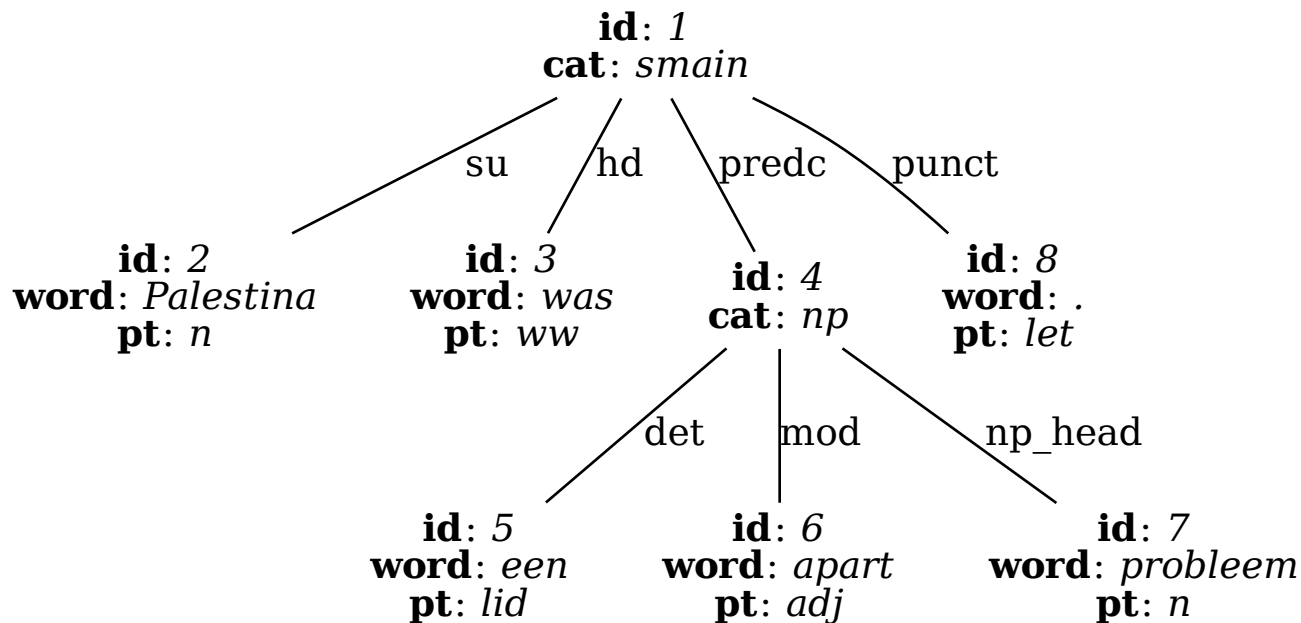 id: 1
cat: smain
su
hd
predc
punct
id: 2
word: Palestina
pt: n
id: 3
word: was
pt: ww
id: 4
cat: np
id: 8
word: .
pt: let
det
mod
np_head
id: 5
word: een
pt: lid
id: 6
word: apart
pt: adj
id: 7
word: probleem
pt: n